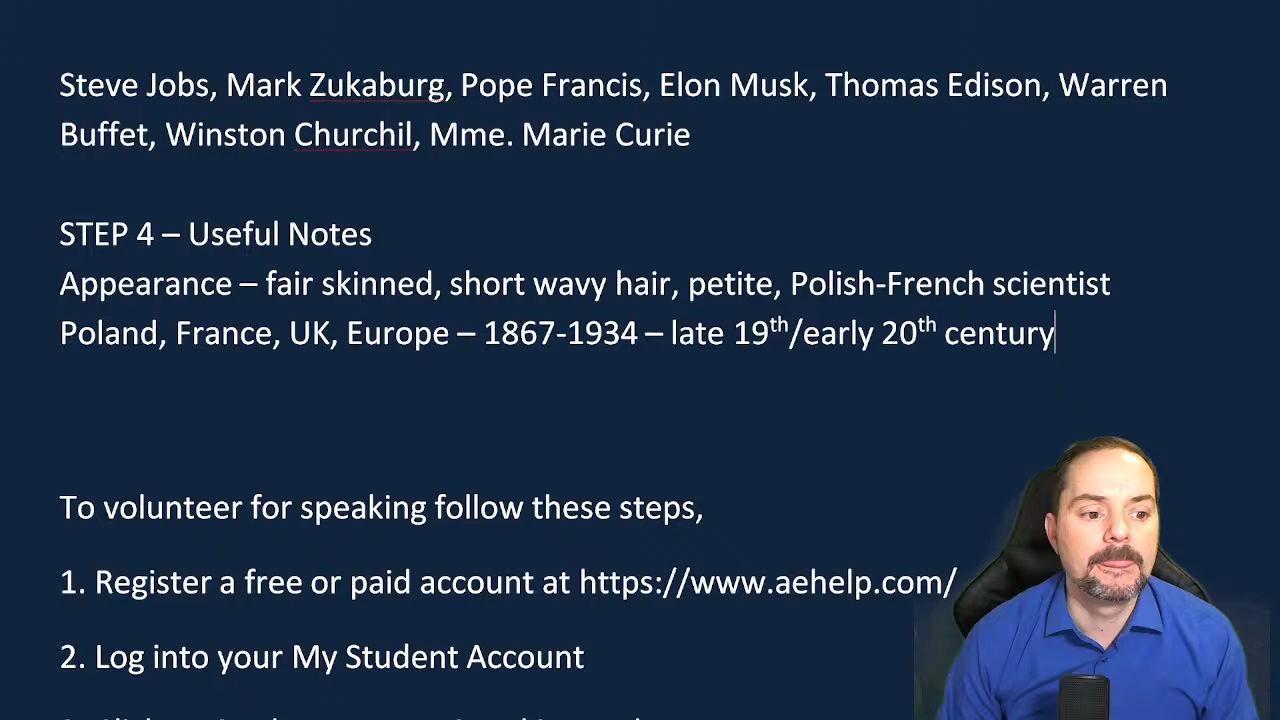 Steve Jobs, Mark Zukaburg, Pope Francis, Elon Musk, Thomas Edison, Warren
Buffet, Winston Churchil, Mme. Marie Curie
STEP 4 – Useful Notes
Appearance – fair skinned, short wavy hair, petite, Polish-French scientist
Poland, France, UK, Europe – 1867-1934 – late 19th/early 20th century
To volunteer for speaking follow these steps,
1. Register a free or paid account at https://www.aehelp.com/
2. Log into your My Student Account